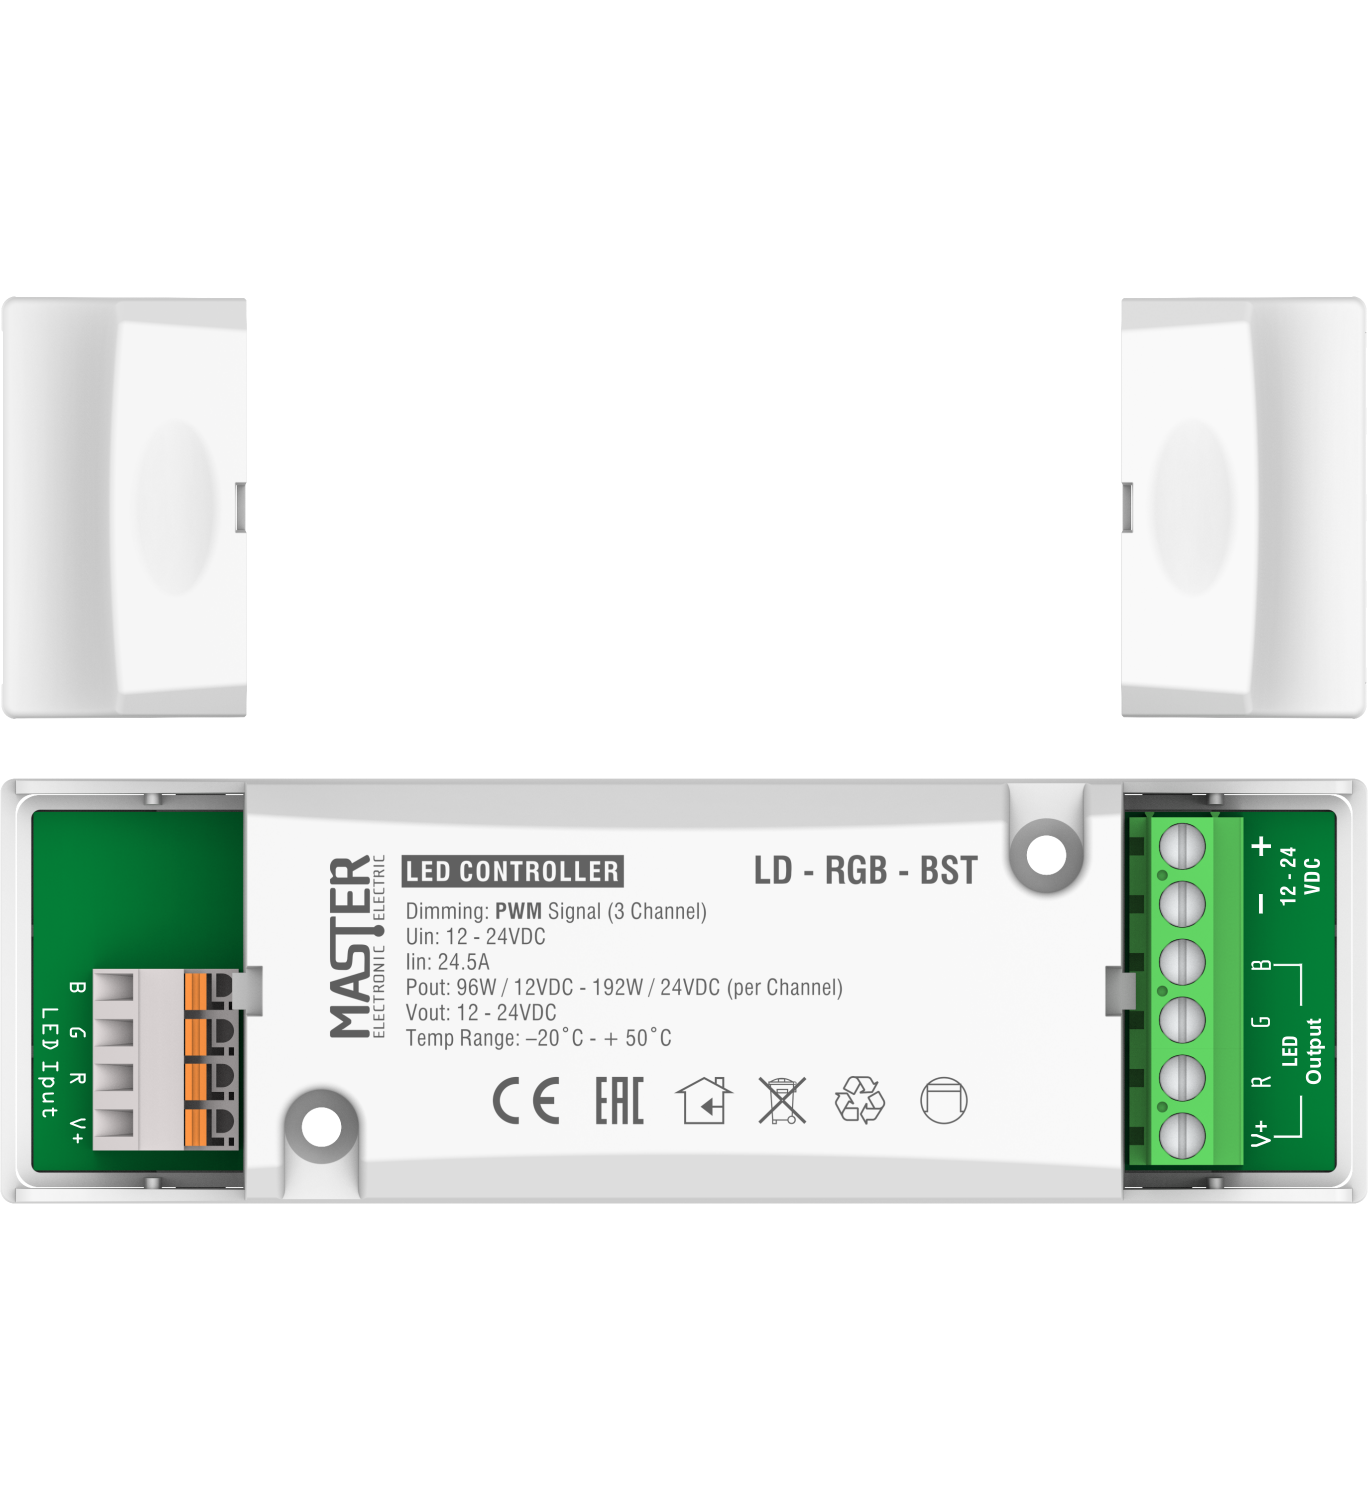 MASTER
ELECTRONIC ELECTRIC
LED CONTROLLER
LD - RGB - BST
Dimming: PWM Signal (3 Channel)
Uin: 12 - 24VDC
Iin: 24.5A
Pout: 96W / 12VDC - 192W / 24VDC (per Channel)
Vout: 12 - 24VDC
Temp Range: –20˚C - + 50˚C
CE EAC
B
G
R
V+
LED Iput
+
–
12 - 24
VDC
B
G
R
V+
LED
Output